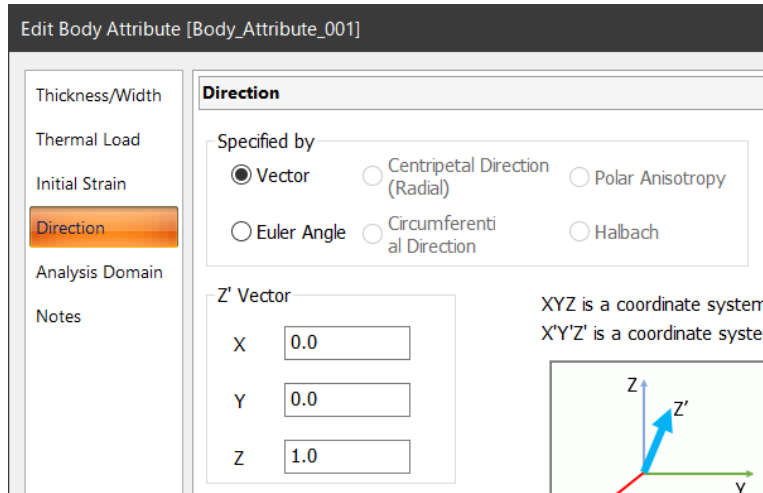 Edit Body Attribute [Body_Attribute_001]
Thickness/Width
Thermal Load
Initial Strain
Direction
Analysis Domain
Notes
Direction
Specified by
Vector
Centripetal Direction
(Radial)
Polar Anisotropy
Euler Angle
Circumferenti
al Direction
Halbach
Z' Vector
X 0.0
Y 0.0
Z 1.0
XYZ is a coordinate system
X'Y'Z' is a coordinate syste
Z
Z'
Y